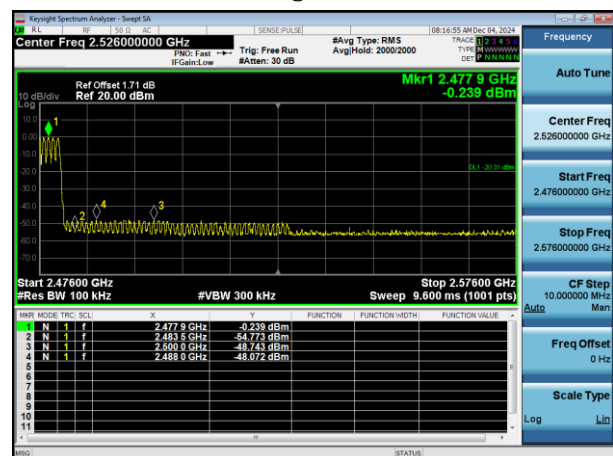 Keysight Spectrum Analyzer - Swept SA
RL RF 50 Ω AC SENSE:PULSE 08:16:55 AM Dec 04, 2024
Center Freq 2.526000000 GHz
PNO: Fast
IFGain:Low
Trig: Free Run
#Atten: 30 dB
#Avg Type: RMS
Avg|Hold: 2000/2000
TRACE 1 2 3 4 5 6
TYPE M WWWWW
DET P N N N N N
Ref Offset 1.71 dB
Ref 20.00 dBm
10 dB/div
Log
Mkr1 2.477 9 GHz
-0.239 dBm
10.0
0.00
-10.0
-20.0
-30.0
-40.0
-50.0
-60.0
-70.0
1
2
4
3
DL1 -20.31 dBm
Start 2.47600 GHz
Stop 2.57600 GHz
#Res BW 100 kHz
#VBW 300 kHz
Sweep 9.600 ms (1001 pts)
MKR MODE TRC SCL X Y FUNCTION FUNCTION WIDTH FUNCTION VALUE
1 N 1 f 2.477 9 GHz -0.239 dBm
2 N 1 f 2.483 5 GHz -54.773 dBm
3 N 1 f 2.500 0 GHz -48.743 dBm
4 N 1 f 2.488 0 GHz -48.072 dBm
5
6
7
8
9
10
11
MSG
STATUS
Frequency
Auto Tune
Center Freq
2.526000000 GHz
Start Freq
2.476000000 GHz
Stop Freq
2.576000000 GHz
CF Step
10.000000 MHz
Auto Man
Freq Offset
0 Hz
Scale Type
Log Lin